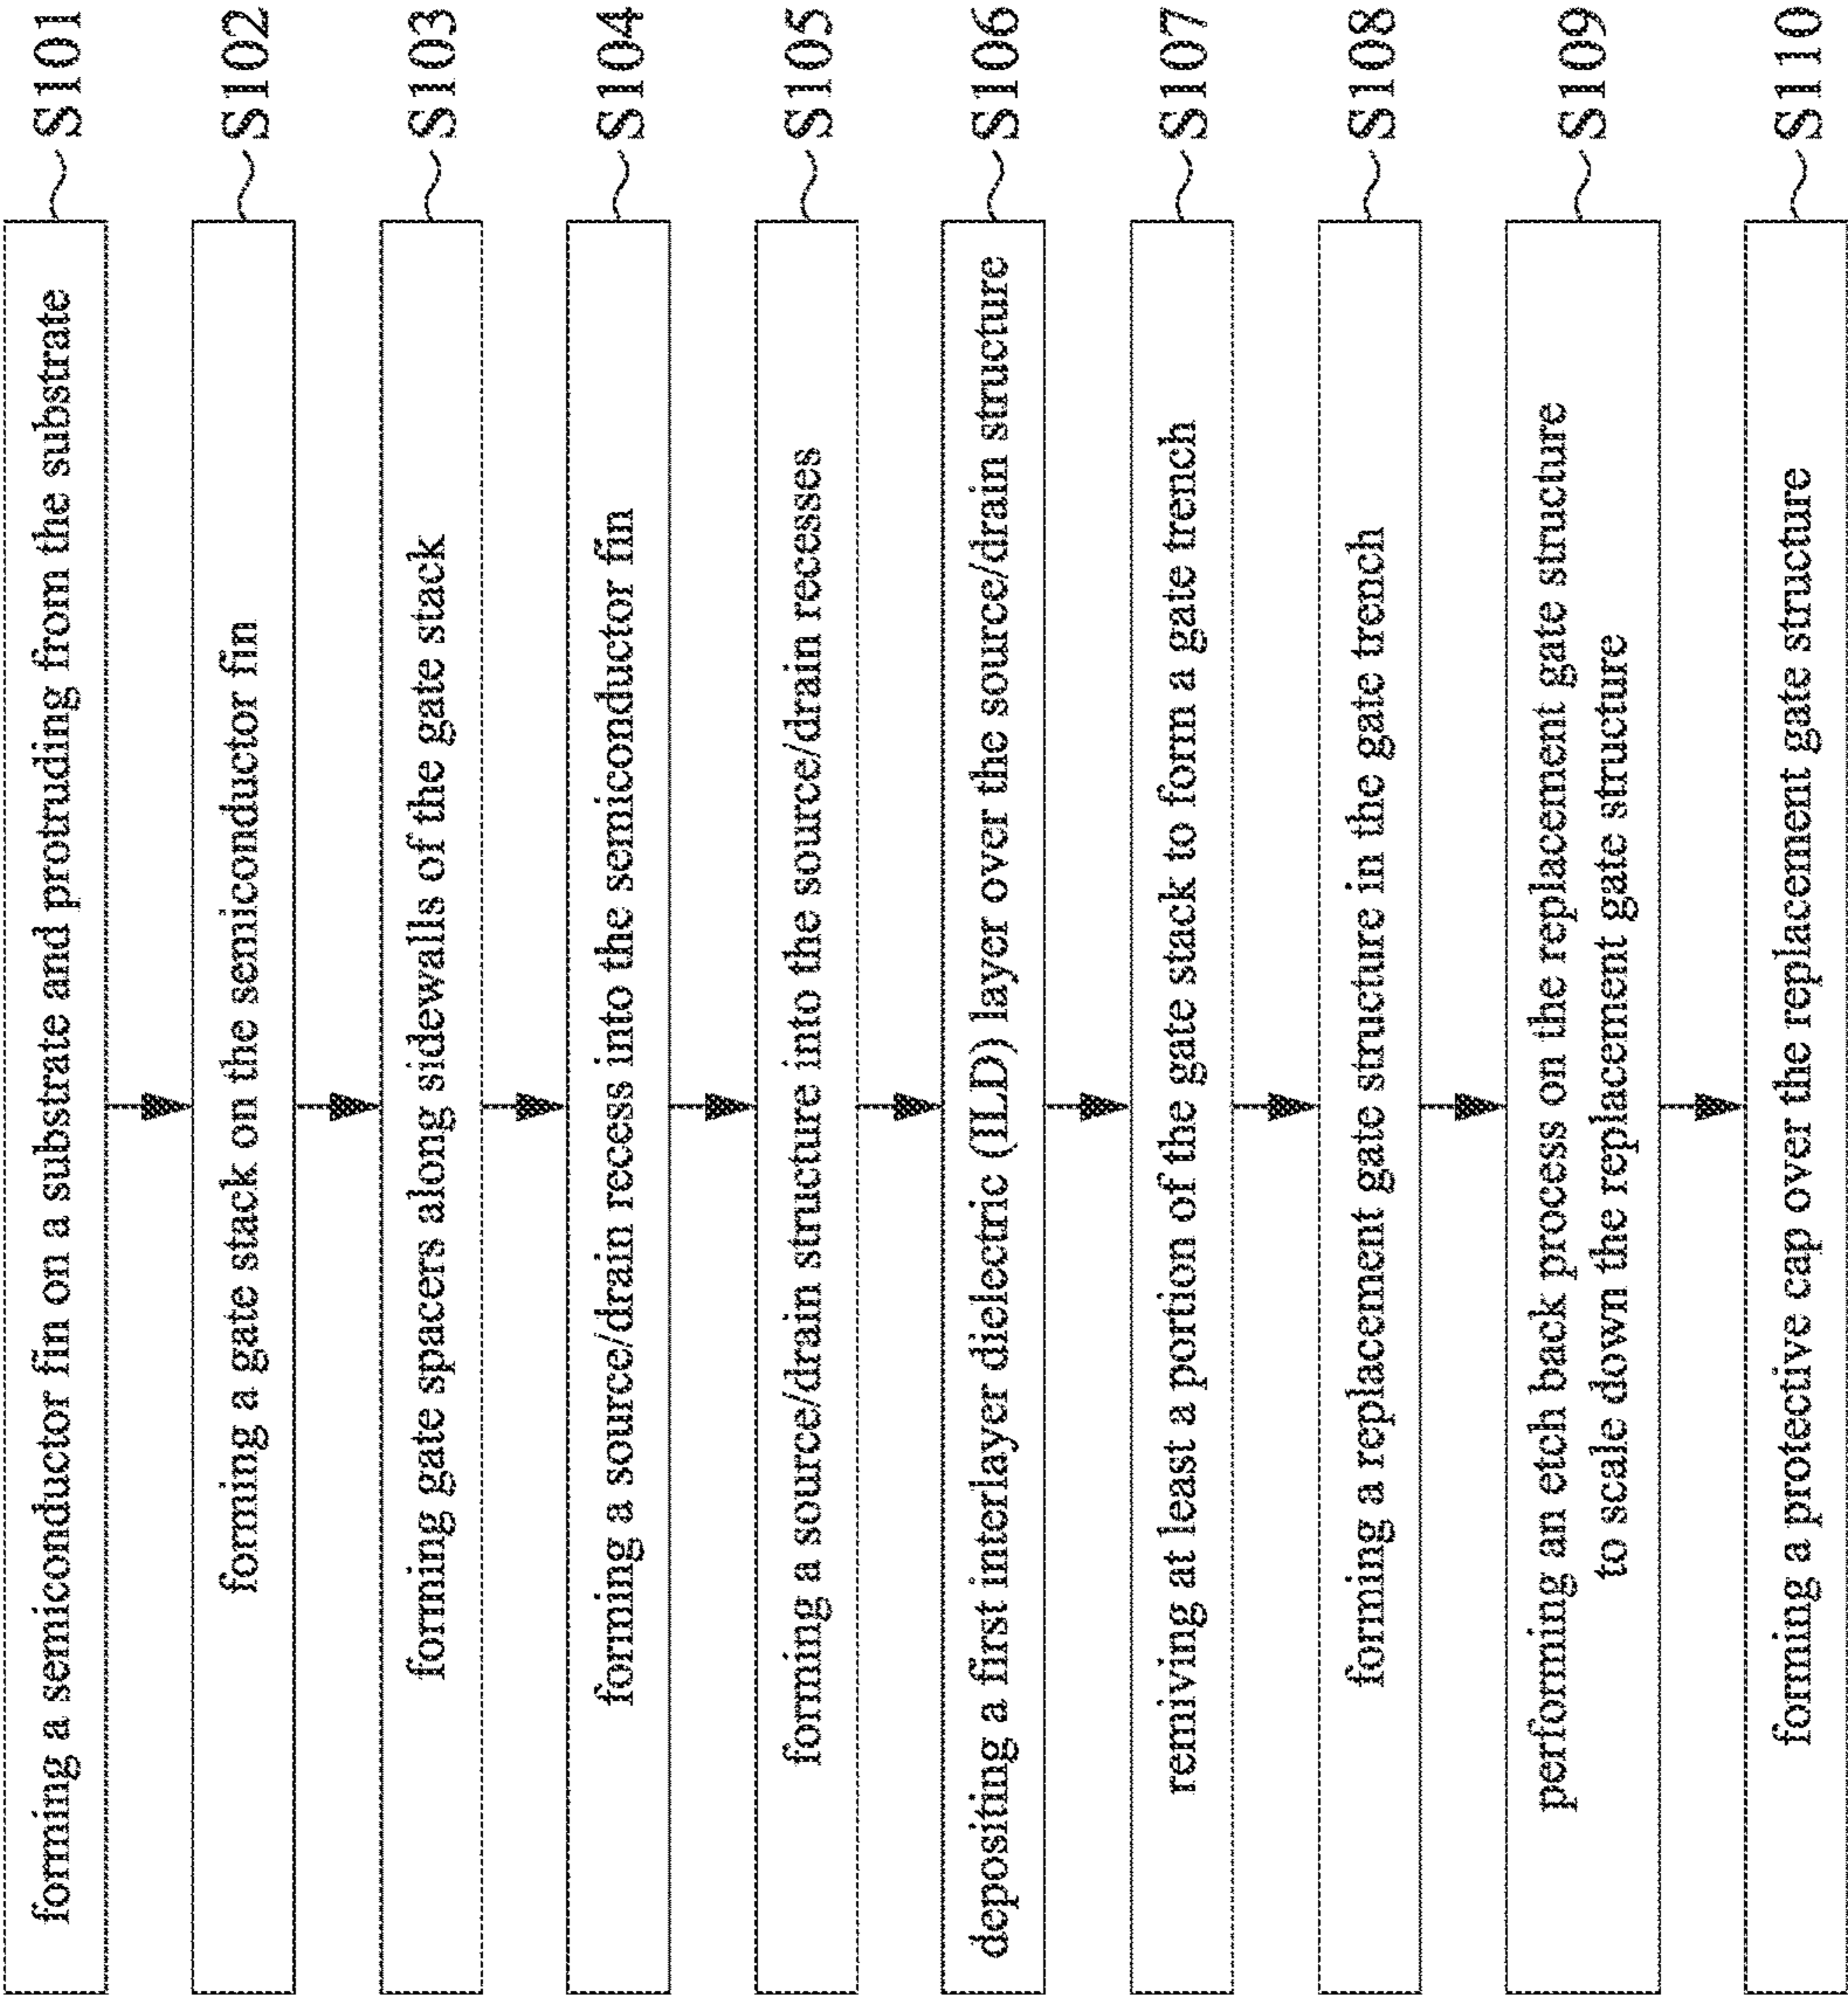 forming a semiconductor fin on a substrate and protruding from the substrate
S101
forming a gate stack on the semiconductor fin
S102
forming gate spacers along sidewalls of the gate stack
S103
forming a source/drain recess into the semiconductor fin
S104
forming a source/drain structure into the source/drain recesses
S105
depositing a first interlayer dielectric (ILD) layer over the source/drain structure
S106
remiving at least a portion of the gate stack to form a gate trench
S107
forming a replacement gate structure in the gate trench
S108
performing an etch back process on the replacement gate structure
to scale down the replacement gate structure
S109
forming a protective cap over the replacement gate structure
S110